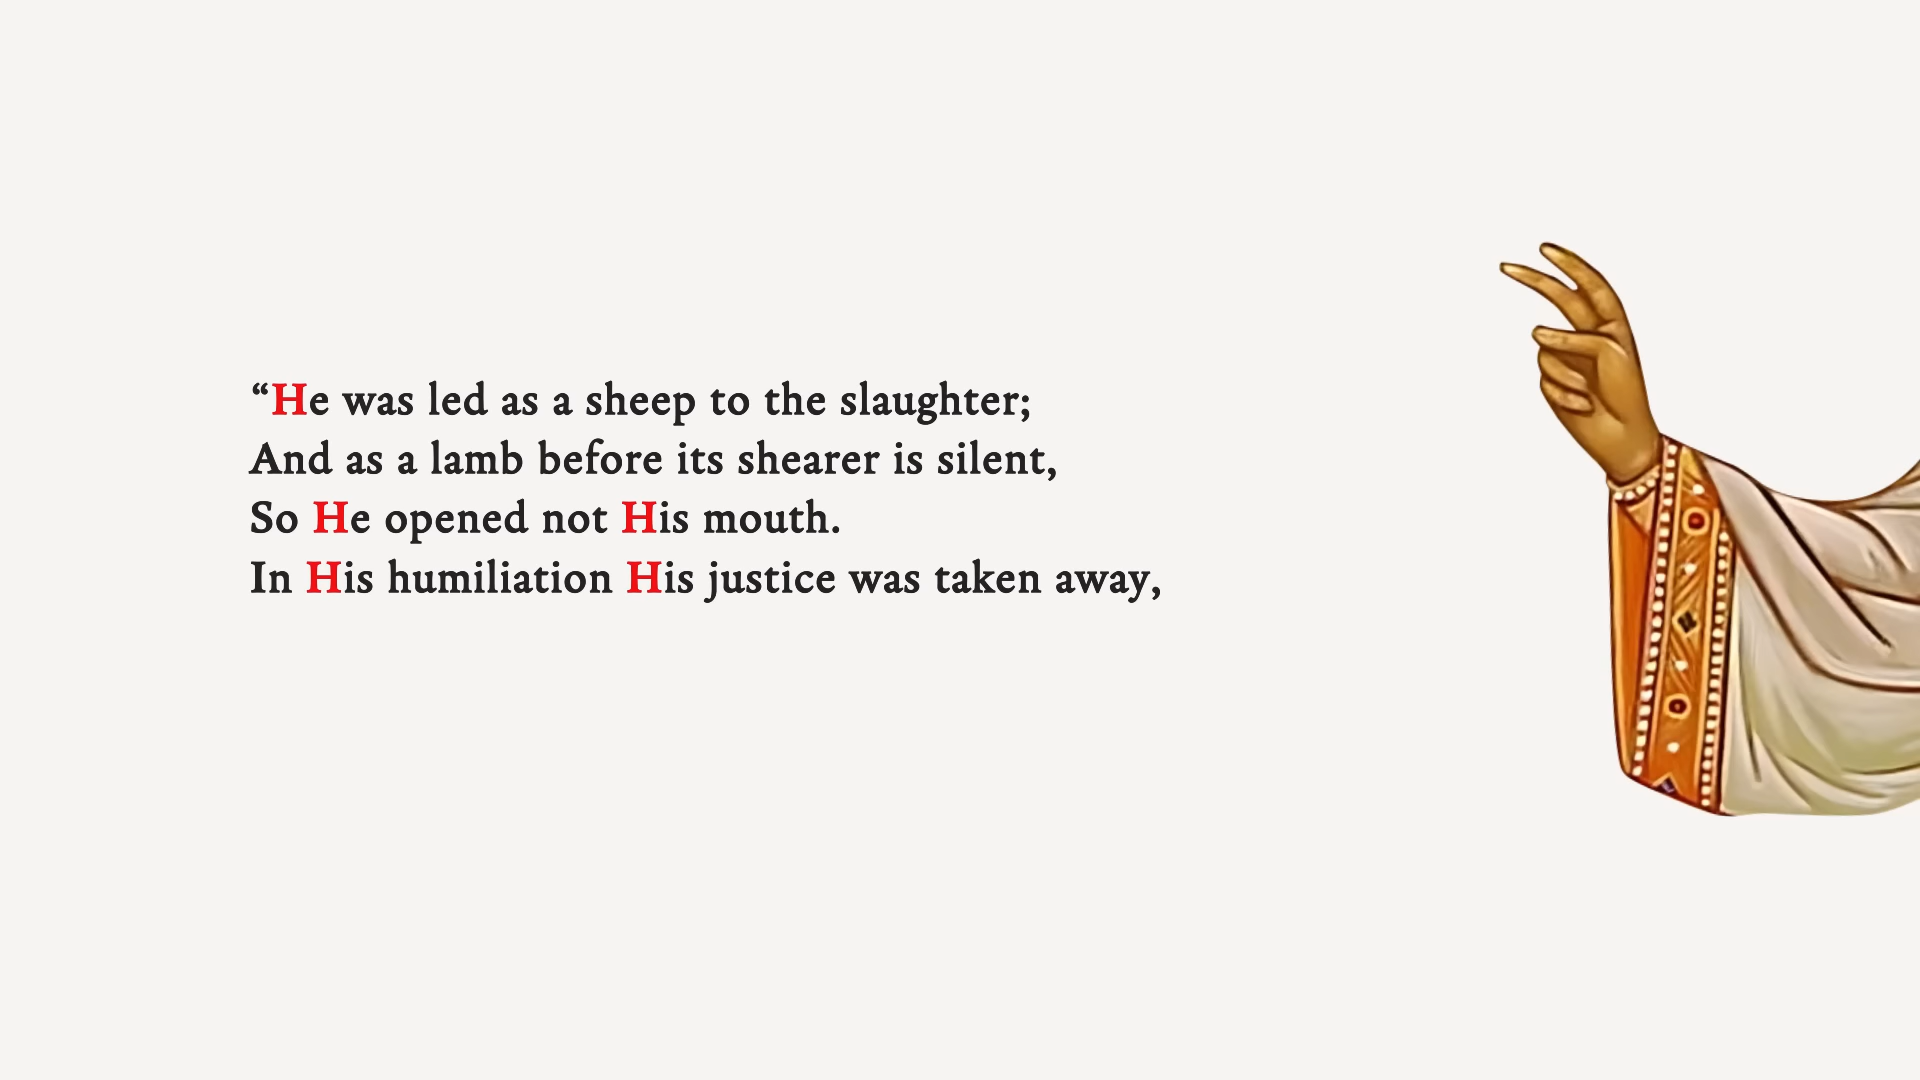 “He was led as a sheep to the slaughter;
And as a lamb before its shearer is silent,
So He opened not His mouth.
In His humiliation His justice was taken away,